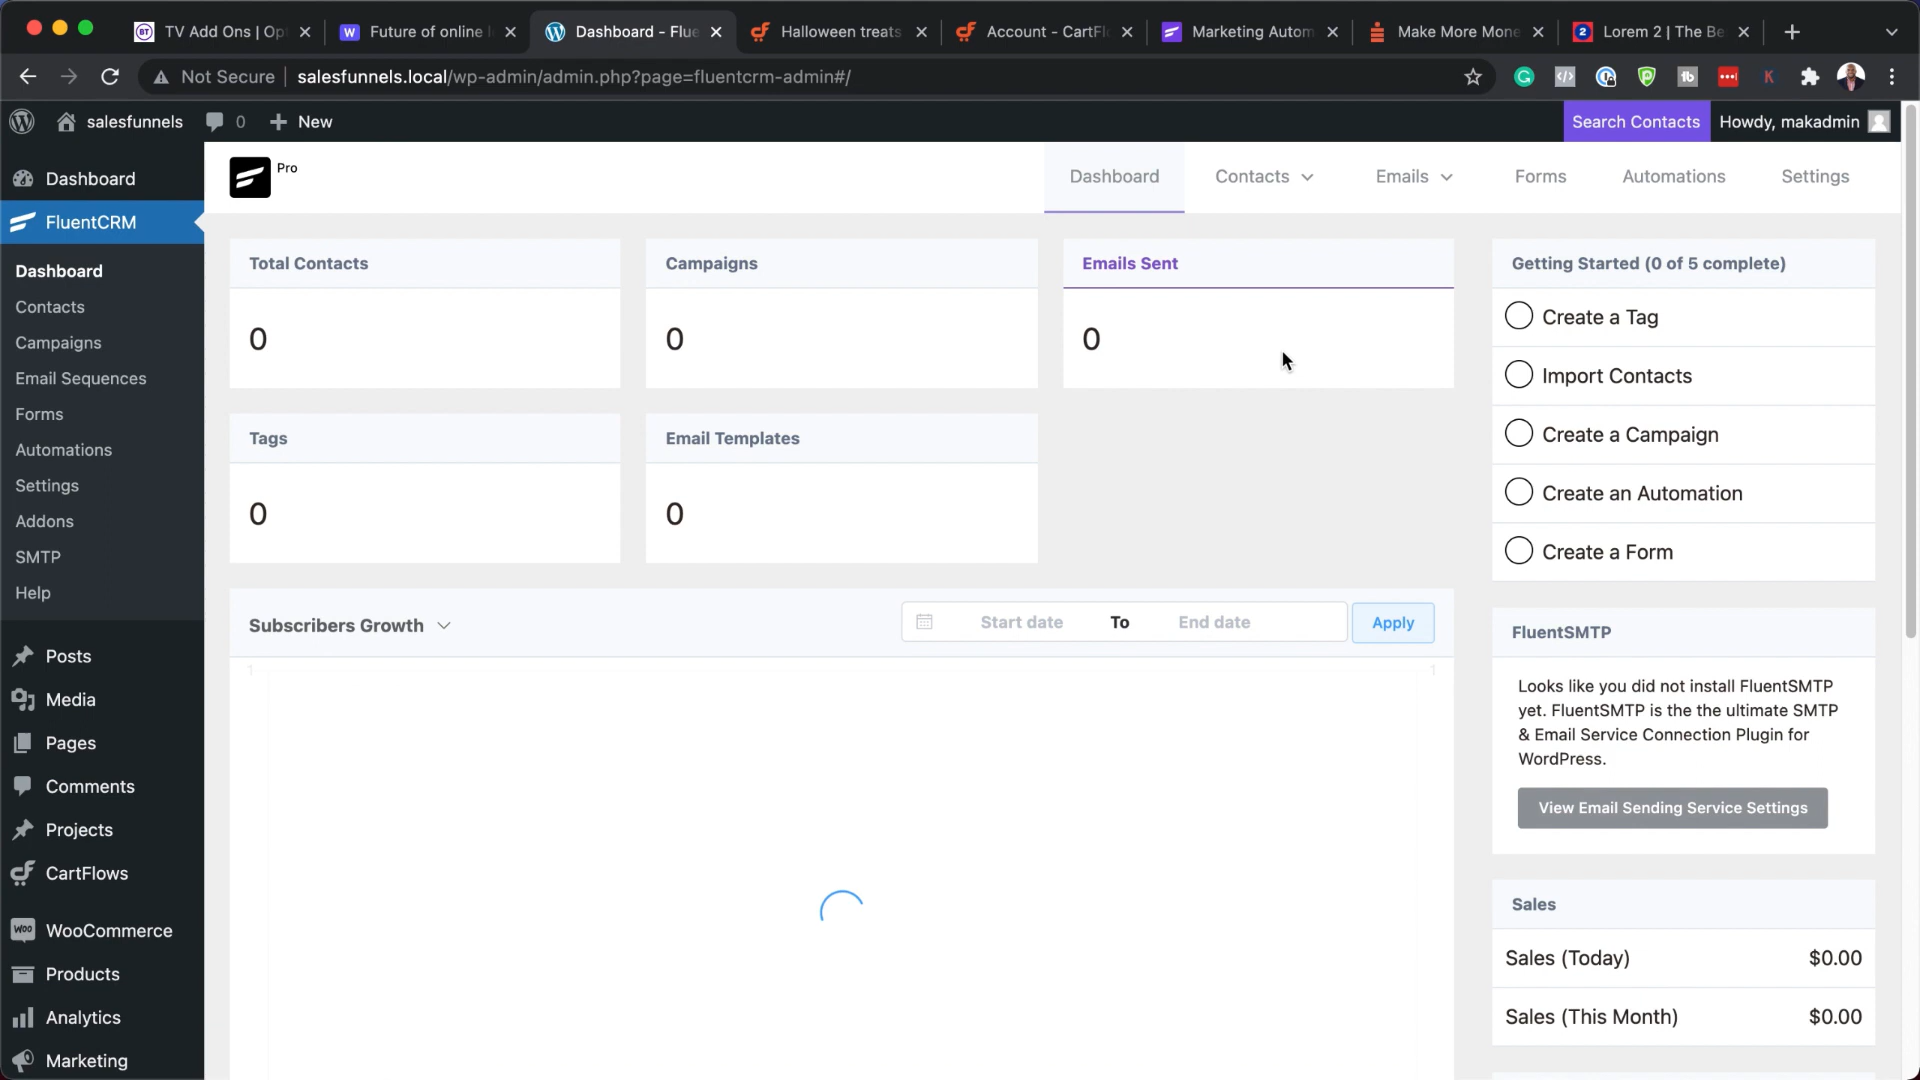 TV Add Ons | Op
Future of online l
Dashboard - Flue
Halloween treats
Account - CartFl
Marketing Autom
Make More Mone
Lorem 2 | The Be
Not Secure
salesfunnels.local/wp-admin/admin.php?page=fluentcrm-admin#/
salesfunnels
0
New
Search Contacts
Howdy, makadmin
Dashboard
FluentCRM
Dashboard
Contacts
Campaigns
Email Sequences
Forms
Automations
Settings
Addons
SMTP
Help
Posts
Media
Pages
Comments
Projects
CartFlows
WooCommerce
Products
Analytics
Marketing
Pro
Dashboard
Contacts
Emails
Forms
Automations
Settings
Total Contacts
0
Campaigns
0
Emails Sent
0
Tags
0
Email Templates
0
Subscribers Growth
Start date
To
End date
Apply
1
1
Getting Started (0 of 5 complete)
Create a Tag
Import Contacts
Create a Campaign
Create an Automation
Create a Form
FluentSMTP
Looks like you did not install FluentSMTP
yet. FluentSMTP is the the ultimate SMTP
& Email Service Connection Plugin for
WordPress.
View Email Sending Service Settings
Sales
Sales (Today) $0.00
Sales (This Month) $0.00